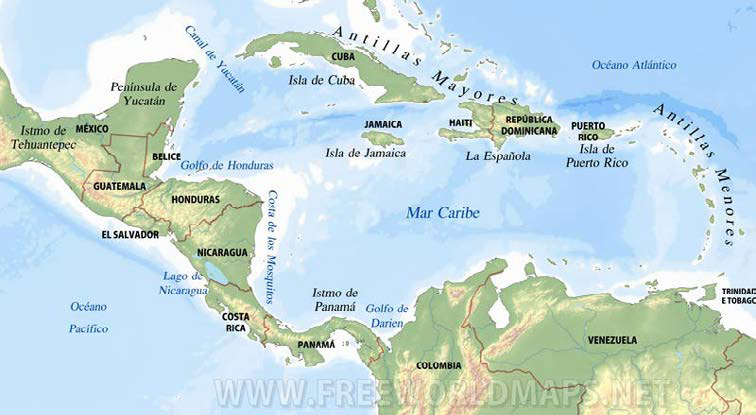 Canal de Yucatán
Antillas Mayores
CUBA
Isla de Cuba
Océano Atlántico
Península de
Yucatán
Antillas Menores
MÉXICO
Istmo de
Tehuantepec
JAMAICA
Isla de Jamaica
HAITI
REPÚBLICA
DOMINICANA
La Española
PUERTO
RICO
Isla de
Puerto Rico
BELICE
Golfo de Honduras
GUATEMALA
HONDURAS
EL SALVADOR
Costa de los Mosquitos
Mar Caribe
NICARAGUA
Lago de
Nicaragua
Océano
Pacífico
COSTA
RICA
Istmo de
Panamá
PANAMÁ
Golfo de
Darien
COLOMBIA
VENEZUELA
TRINIDAD
E TOBAGO
WWW.FREEWORLDMAPS.NET